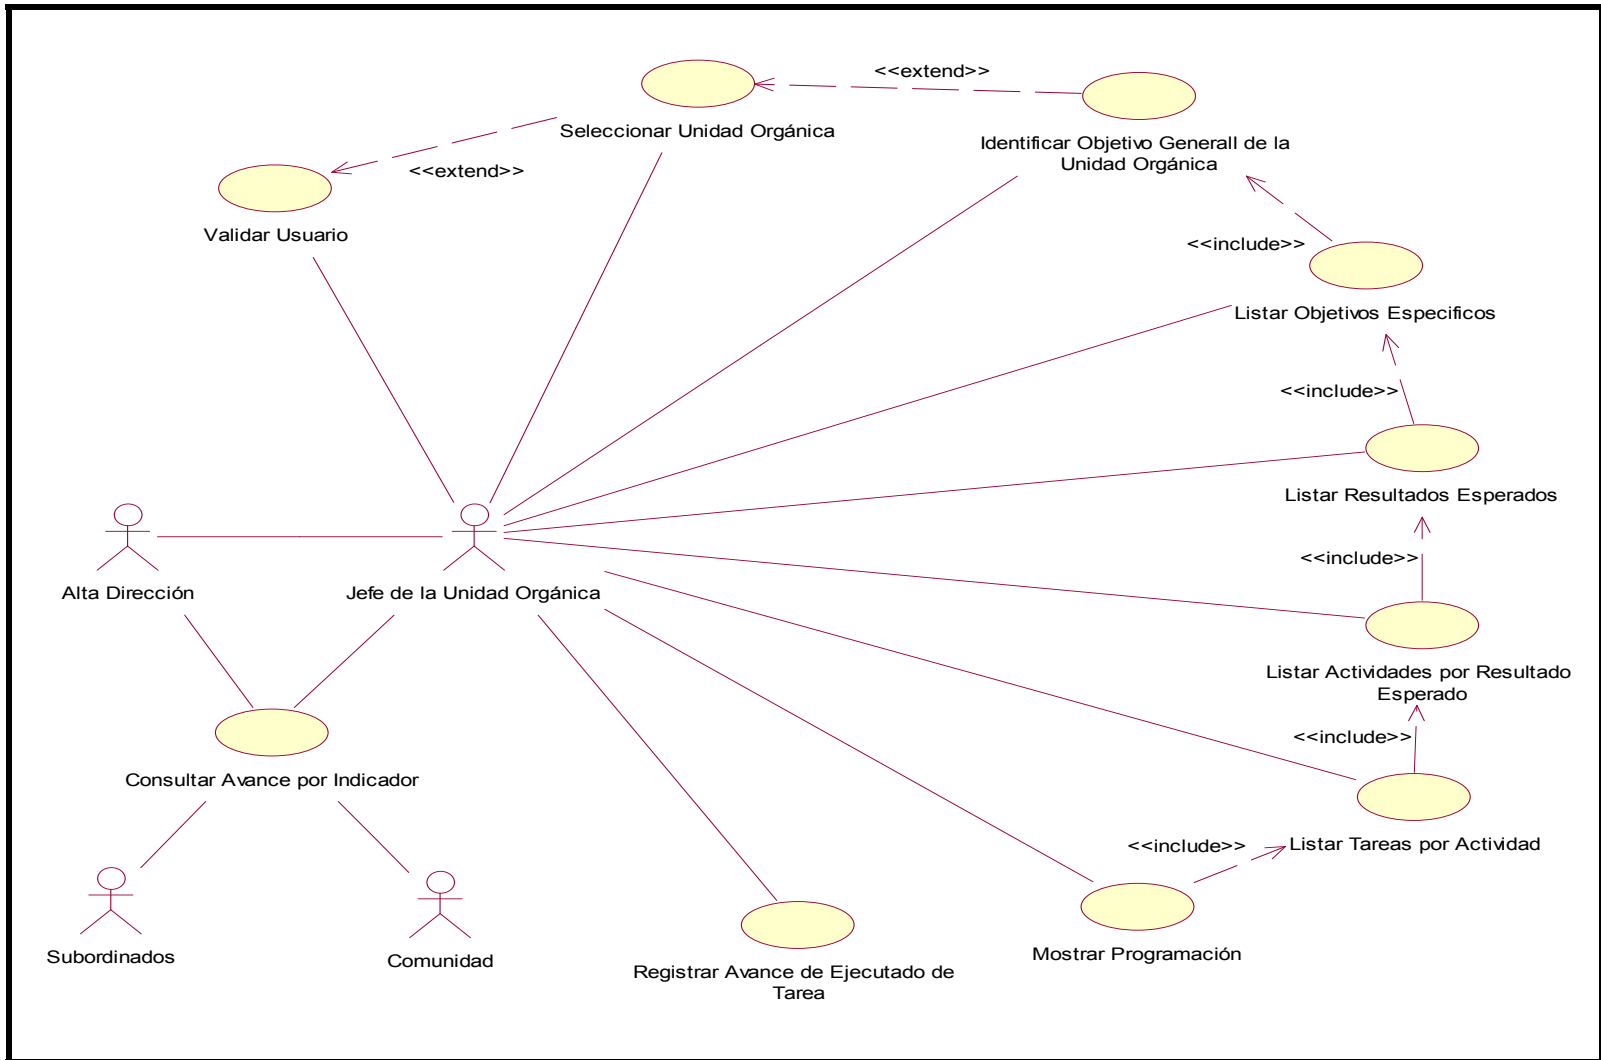 <<extend>>
Seleccionar Unidad Orgánica
Identificar Objetivo Generall de la
Unidad Orgánica
<<extend>>
Validar Usuario
<<include>>
Listar Objetivos Especificos
<<include>>
Listar Resultados Esperados
<<include>>
Alta Dirección
Jefe de la Unidad Orgánica
Listar Actividades por Resultado
Esperado
<<include>>
Consultar Avance por Indicador
<<include>>
Listar Tareas por Actividad
Subordinados
Comunidad
Registrar Avance de Ejecutado de
Tarea
Mostrar Programación